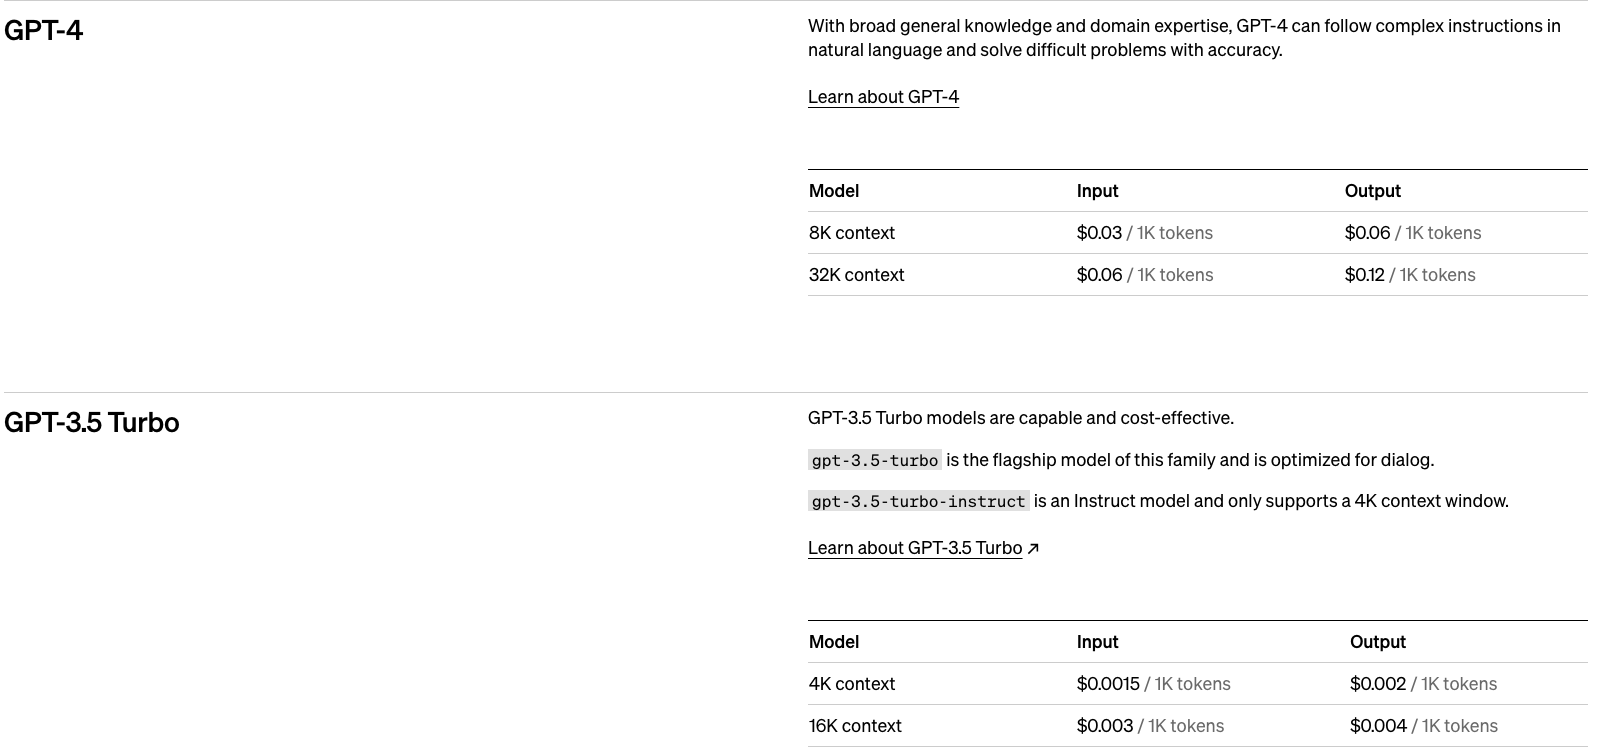 GPT-4
With broad general knowledge and domain expertise, GPT-4 can follow complex instructions in
natural language and solve difficult problems with accuracy.
Learn about GPT-4
Model Input Output
8K context $0.03 / 1K tokens $0.06 / 1K tokens
32K context $0.06 / 1K tokens $0.12 / 1K tokens
GPT-3.5 Turbo
GPT-3.5 Turbo models are capable and cost-effective.
gpt-3.5-turbo is the flagship model of this family and is optimized for dialog.
gpt-3.5-turbo-instruct is an Instruct model and only supports a 4K context window.
Learn about GPT-3.5 Turbo ↗
Model Input Output
4K context $0.0015 / 1K tokens $0.002 / 1K tokens
16K context $0.003 / 1K tokens $0.004 / 1K tokens